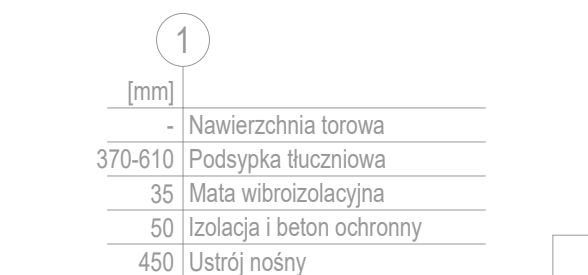 1
[mm]
- Nawierzchnia torowa
370-610 Podsypka tłuczniowa
35 Mata wibroizolacyjna
50 Izolacja i beton ochronny
450 Ustrój nośny